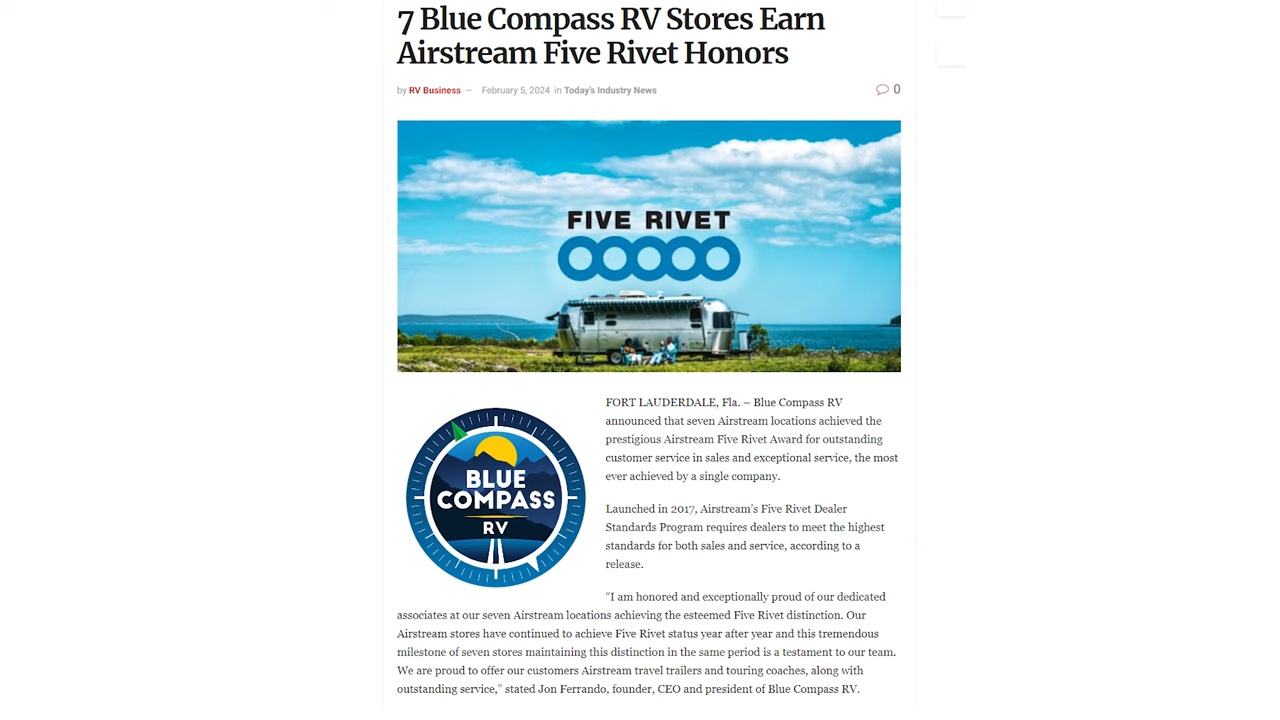 7 Blue Compass RV Stores Earn
Airstream Five Rivet Honors
by RV Business — February 5, 2024 in Today's Industry News
0
FIVE RIVET
BLUE
COMPASS
RV
FORT LAUDERDALE, Fla. – Blue Compass RV
announced that seven Airstream locations achieved the
prestigious Airstream Five Rivet Award for outstanding
customer service in sales and exceptional service, the most
ever achieved by a single company.
Launched in 2017, Airstream's Five Rivet Dealer
Standards Program requires dealers to meet the highest
standards for both sales and service, according to a
release.
“I am honored and exceptionally proud of our dedicated
associates at our seven Airstream locations achieving the esteemed Five Rivet distinction. Our
Airstream stores have continued to achieve Five Rivet status year after year and this tremendous
milestone of seven stores maintaining this distinction in the same period is a testament to our team.
We are proud to offer our customers Airstream travel trailers and touring coaches, along with
outstanding service,” stated Jon Ferrando, founder, CEO and president of Blue Compass RV.